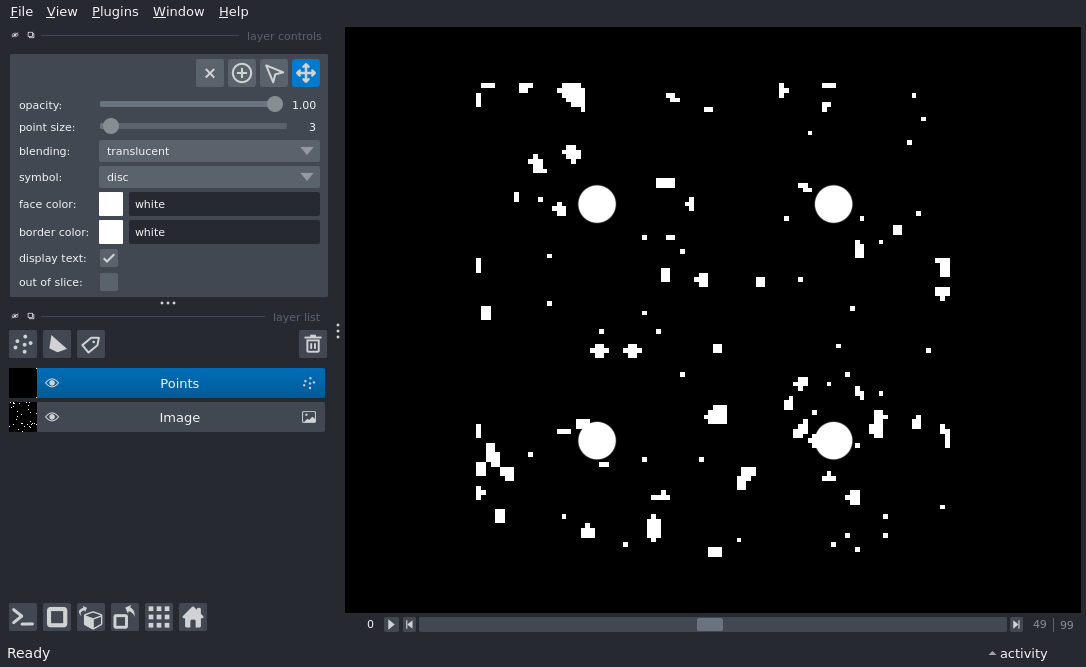 File View Plugins Window Help
layer controls
opacity: 1.00
point size: 3
blending: translucent
symbol: disc
face color: white
border color: white
display text:
out of slice:
layer list
Points
Image
0 49 99
Ready activity